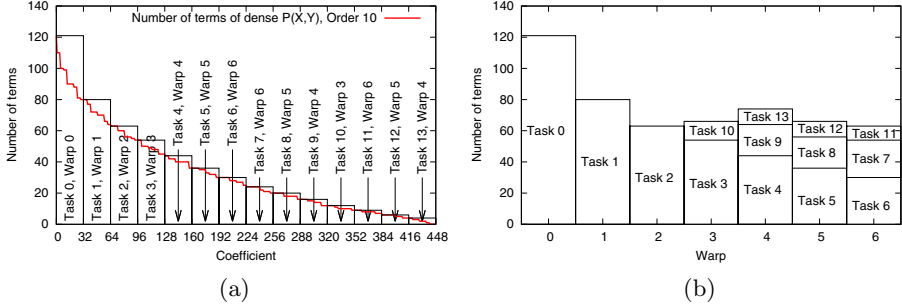 Number of terms of dense P(X,Y), Order 10
Number of terms
140
120
100
80
60
40
20
0
Task 0, Warp 0
Task 1, Warp 1
Task 2, Warp 2
Task 3, Warp 3
Task 4, Warp 4
Task 5, Warp 5
Task 6, Warp 6
Task 7, Warp 6
Task 8, Warp 5
Task 9, Warp 4
Task 10, Warp 3
Task 11, Warp 6
Task 12, Warp 5
Task 13, Warp 4
0 32 64 96 128 160 192 224 256 288 320 352 384 416 448
Coefficient
(a)
Number of terms
140
120
100
80
60
40
20
0
Task 0
Task 1
Task 2
Task 10
Task 3
Task 13
Task 9
Task 4
Task 12
Task 8
Task 5
Task 11
Task 7
Task 6
0 1 2 3 4 5 6
Warp
(b)